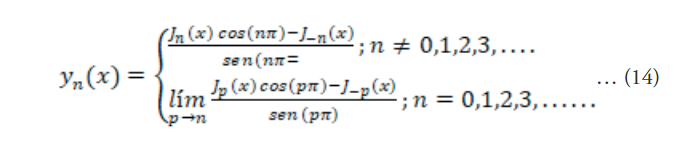 yₙ(x) = { Jₙ(x) cos(nπ)−J₋ₙ(x) / sen(nπ= ; n ≠ 0,1,2,3, ….
lím p→n Jₚ(x) cos(pπ)−J₋ₚ(x) / sen(pπ) ; n = 0,1,2,3, …… … (14)